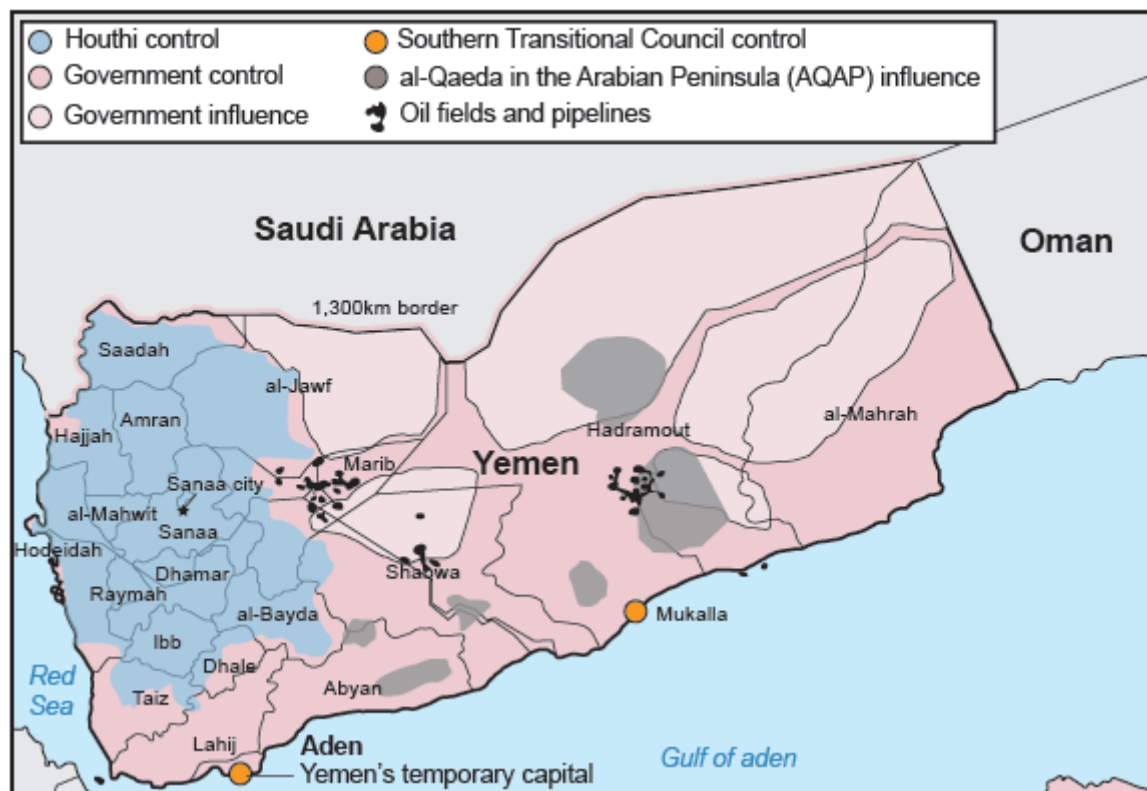 Houthi control
Government control
Government influence
Southern Transitional Council control
al-Qaeda in the Arabian Peninsula (AQAP) influence
Oil fields and pipelines
Saudi Arabia
Oman
1,300km border
Saadah
al-Jawf
Amran
Hajjah
al-Mahrah
Hadramout
Marib
Yemen
Sanaa city
al-Mahwit
Sanaa
Hodeidah
Dhamar
Shabwa
Raymah
al-Bayda
Mukalla
Ibb
Dhale
Red
Sea
Taiz
Abyan
Lahij
Aden
Yemen's temporary capital
Gulf of aden